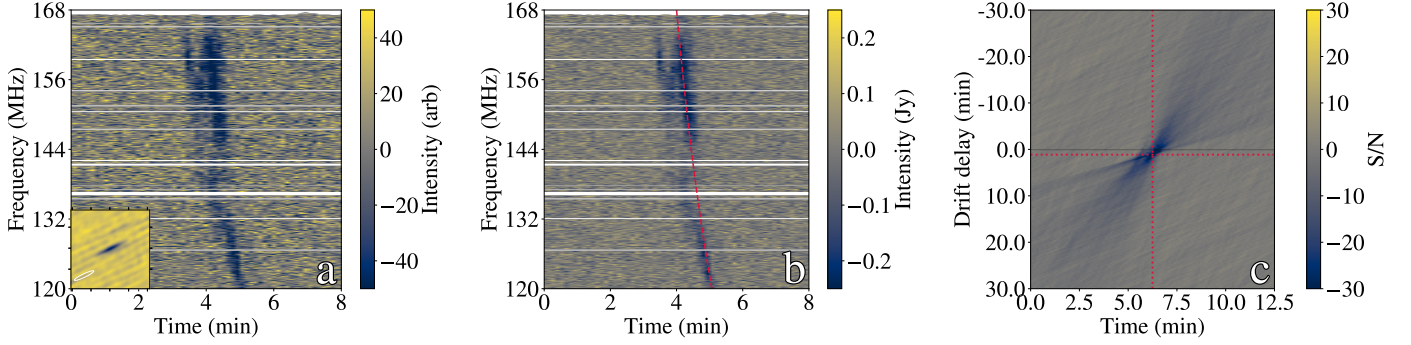 168
156
144
132
120
Frequency (MHz)
0 2 4 6 8
Time (min)
a
40
20
0
−20
−40
Intensity (arb)
168
156
144
132
120
Frequency (MHz)
0 2 4 6 8
Time (min)
b
0.2
0.1
0.0
−0.1
−0.2
Intensity (Jy)
-30.0
-20.0
-10.0
0.0
10.0
20.0
30.0
Drift delay (min)
0.0 2.5 5.0 7.5 10.0 12.5
Time (min)
c
30
20
10
0
−10
−20
−30
S/N